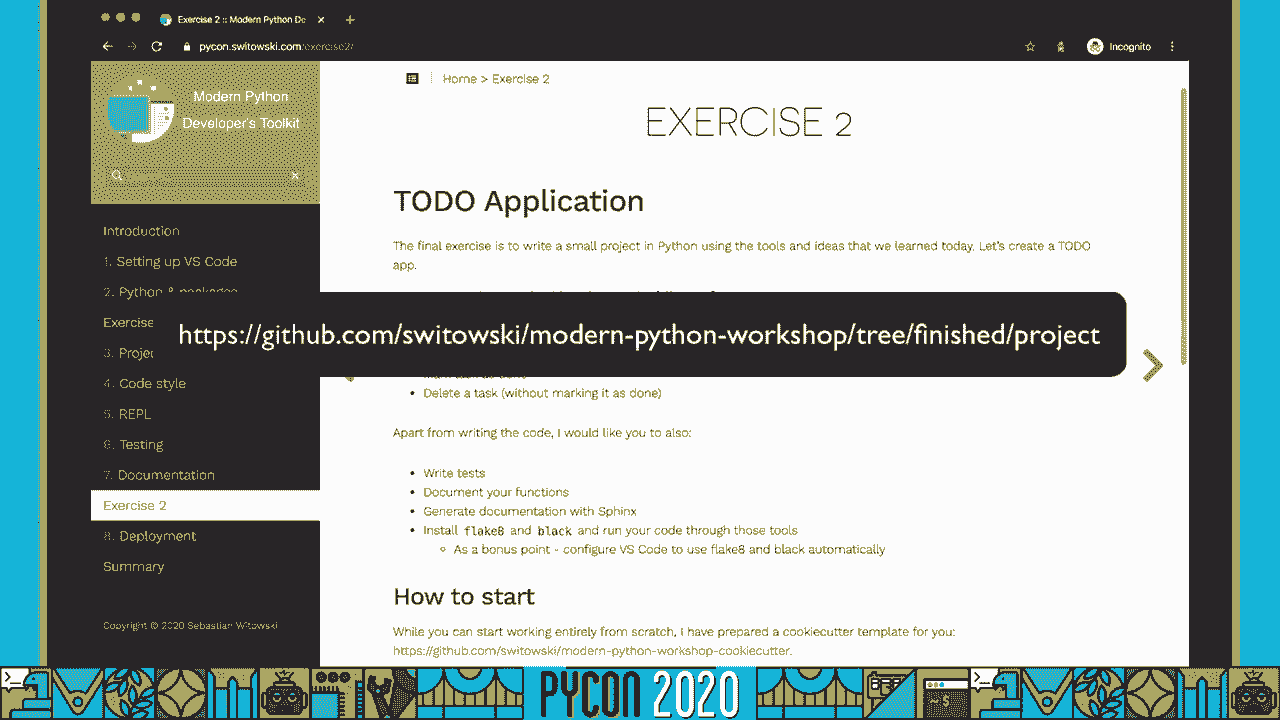 Exercise 2 :: Modern Python De
pycon.switowski.com/exercise2/
Incognito
Modern Python
Developer's Toolkit
Home > Exercise 2
EXERCISE 2
TODO Application
The final exercise is to write a small project in Python using the tools and ideas that we learned today. Let's create a TODO
app.
Introduction
1. Setting up VS Code
2. Python & packages
Exercise
3. Projec
4. Code style
5. REPL
6. Testing
7. Documentation
Exercise 2
8. Deployment
Summary
Copyright © 2020 Sebastian Witowski
https://github.com/switowski/modern-python-workshop/tree/finished/project
• Delete a task (without marking it as done)
Apart from writing the code, I would like you to also:
• Write tests
• Document your functions
• Generate documentation with Sphinx
• Install flake8 and black and run your code through those tools
◦ As a bonus point - configure VS Code to use flake8 and black automatically
How to start
While you can start working entirely from scratch, I have prepared a cookiecutter template for you:
https://github.com/switowski/modern-python-workshop-cookiecutter.
PYCON 2020